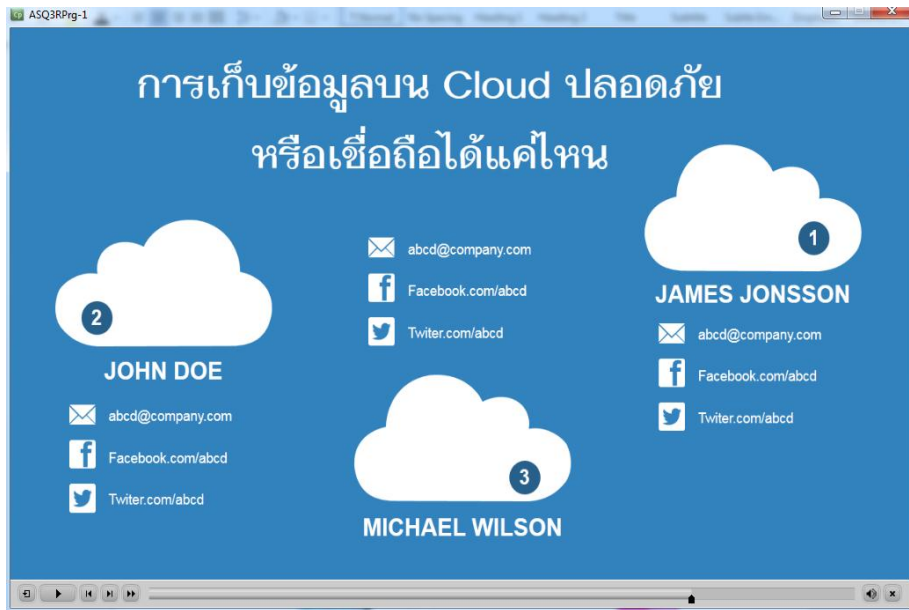 ASQ3RPrg-1
การเก็บข้อมูลบน Cloud ปลอดภัย
หรือเชื่อถือได้แค่ไหน
1
JAMES JONSSON
abcd@company.com
Facebook.com/abcd
Twiter.com/abcd
2
JOHN DOE
abcd@company.com
Facebook.com/abcd
Twiter.com/abcd
abcd@company.com
Facebook.com/abcd
Twiter.com/abcd
3
MICHAEL WILSON